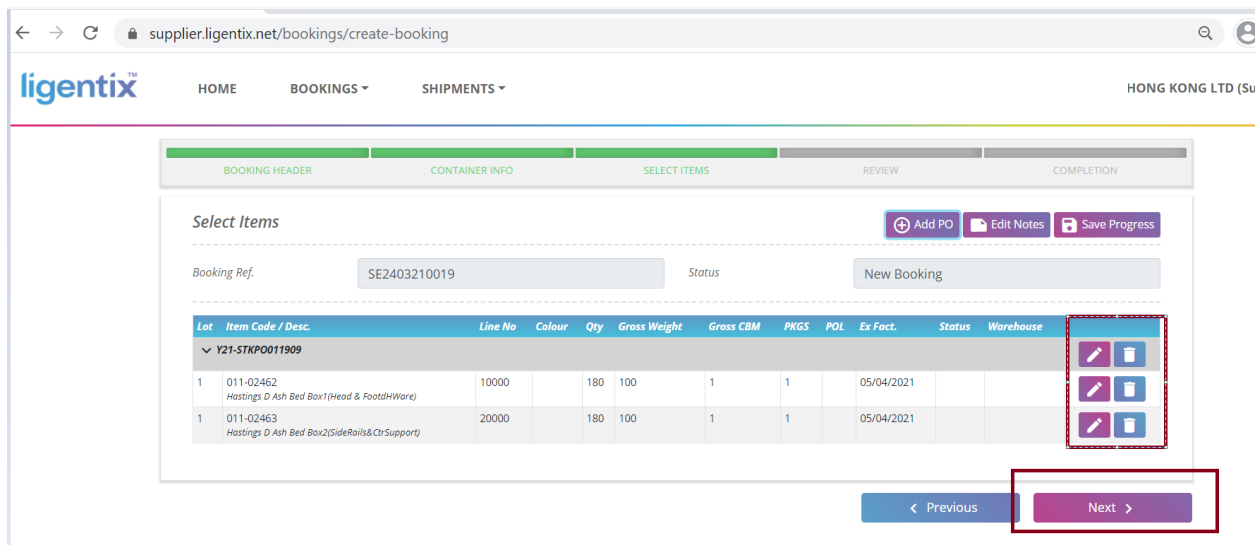 supplier.ligentix.net/bookings/create-booking
ligentix™ HOME BOOKINGS SHIPMENTS HONG KONG LTD (Su
BOOKING HEADER CONTAINER INFO SELECT ITEMS REVIEW COMPLETION
Select Items Add PO Edit Notes Save Progress
Booking Ref. SE2403210019 Status New Booking
Lot Item Code / Desc. Line No Colour Qty Gross Weight Gross CBM PKGS POL Ex Fact. Status Warehouse
Y21-STKPO011909
1 011-02462 10000 180 100 1 1 05/04/2021
Hastings D Ash Bed Box1(Head & FootdHWare)
1 011-02463 20000 180 100 1 1 05/04/2021
Hastings D Ash Bed Box2(SideRails&CtrSupport)
Previous Next